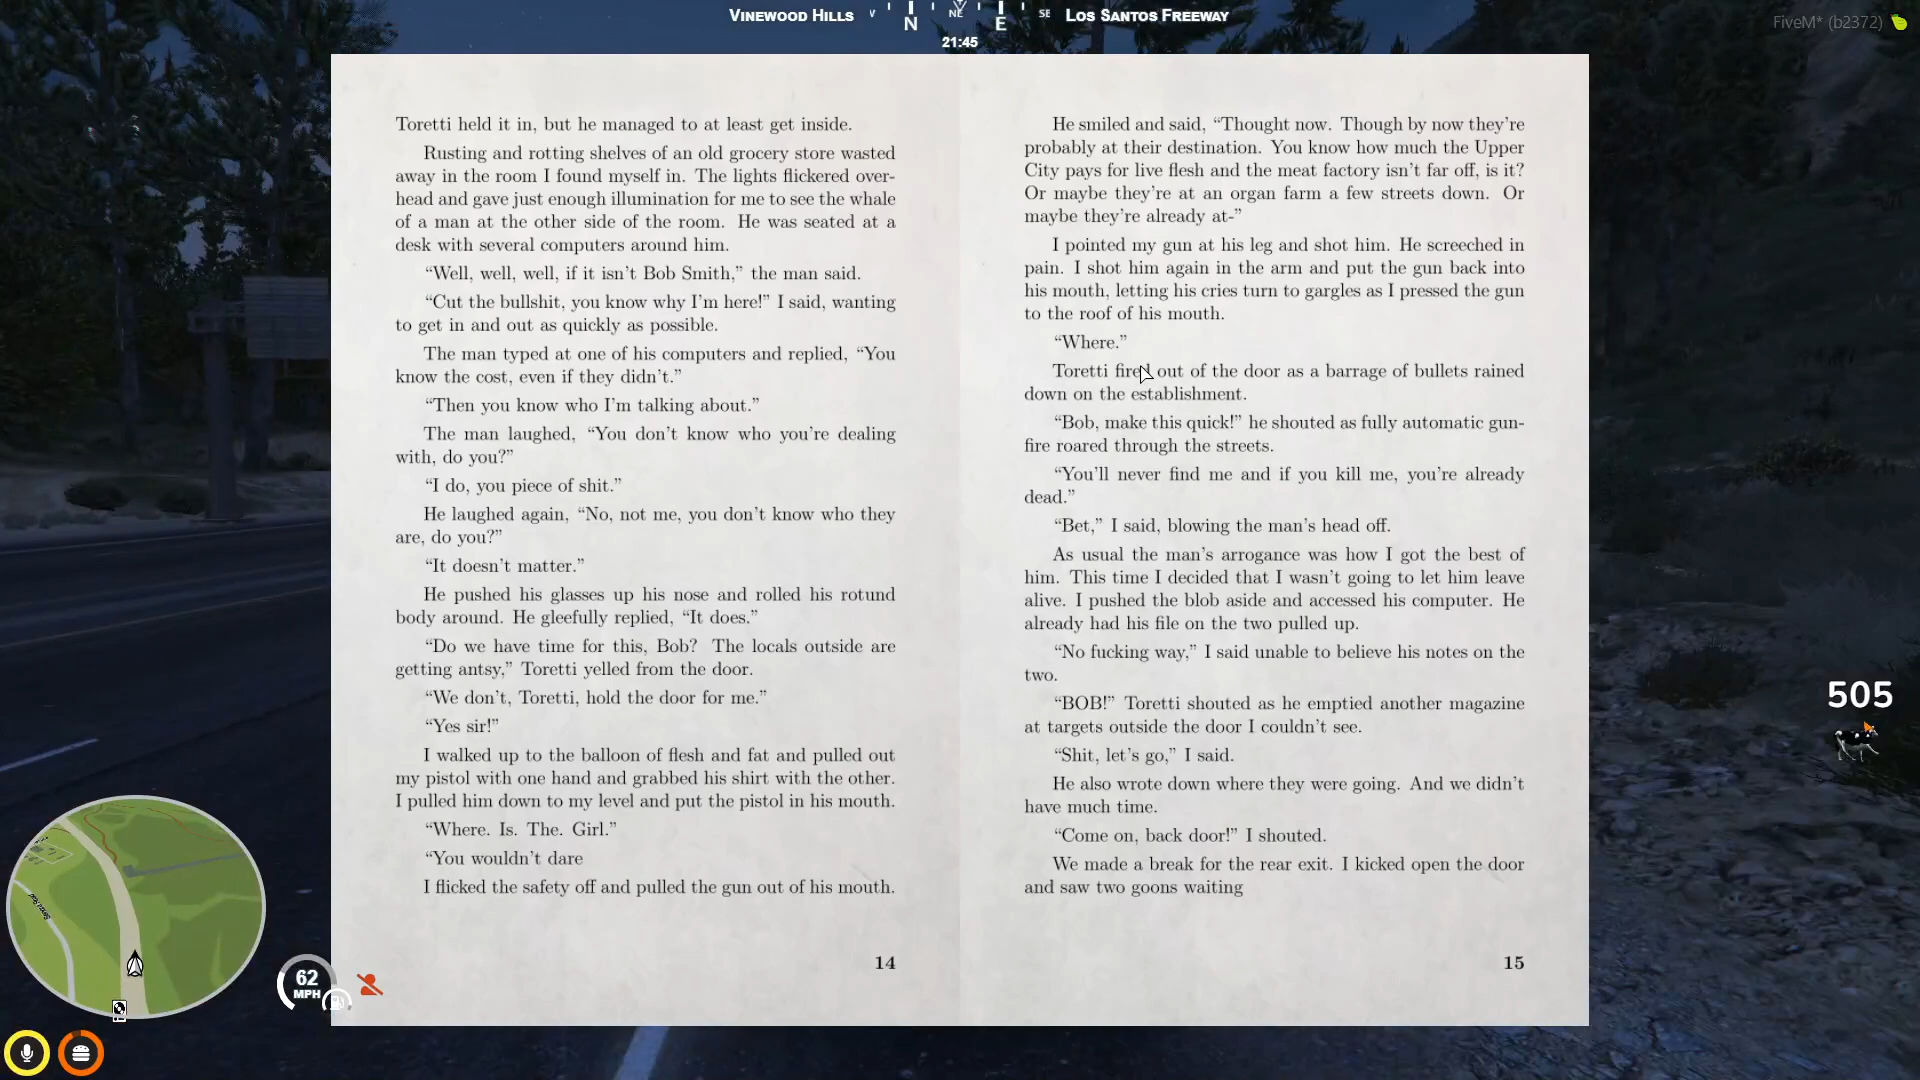 VINEWOOD HILLS
V
N
NE
E
SE
LOS SANTOS FREEWAY
21:45
FiveM* (b2372)
Toretti held it in, but he managed to at least get inside.
Rusting and rotting shelves of an old grocery store wasted
away in the room I found myself in. The lights flickered over-
head and gave just enough illumination for me to see the whale
of a man at the other side of the room. He was seated at a
desk with several computers around him.
“Well, well, well, if it isn’t Bob Smith,” the man said.
“Cut the bullshit, you know why I’m here!” I said, wanting
to get in and out as quickly as possible.
The man typed at one of his computers and replied, “You
know the cost, even if they didn’t.”
“Then you know who I’m talking about.”
The man laughed, “You don’t know who you’re dealing
with, do you?”
“I do, you piece of shit.”
He laughed again, “No, not me, you don’t know who they
are, do you?”
“It doesn’t matter.”
He pushed his glasses up his nose and rolled his rotund
body around. He gleefully replied, “It does.”
“Do we have time for this, Bob? The locals outside are
getting antsy,” Toretti yelled from the door.
“We don’t, Toretti, hold the door for me.”
“Yes sir!”
I walked up to the balloon of flesh and fat and pulled out
my pistol with one hand and grabbed his shirt with the other.
I pulled him down to my level and put the pistol in his mouth.
“Where. Is. The. Girl.”
“You wouldn’t dare
I flicked the safety off and pulled the gun out of his mouth.
14
He smiled and said, “Thought now. Though by now they’re
probably at their destination. You know how much the Upper
City pays for live flesh and the meat factory isn’t far off, is it?
Or maybe they’re at an organ farm a few streets down. Or
maybe they’re already at-”
I pointed my gun at his leg and shot him. He screeched in
pain. I shot him again in the arm and put the gun back into
his mouth, letting his cries turn to gargles as I pressed the gun
to the roof of his mouth.
“Where.”
Toretti fired out of the door as a barrage of bullets rained
down on the establishment.
“Bob, make this quick!” he shouted as fully automatic gun-
fire roared through the streets.
“You’ll never find me and if you kill me, you’re already
dead.”
“Bet,” I said, blowing the man’s head off.
As usual the man’s arrogance was how I got the best of
him. This time I decided that I wasn’t going to let him leave
alive. I pushed the blob aside and accessed his computer. He
already had his file on the two pulled up.
“No fucking way,” I said unable to believe his notes on the
two.
“BOB!” Toretti shouted as he emptied another magazine
at targets outside the door I couldn’t see.
“Shit, let’s go,” I said.
He also wrote down where they were going. And we didn’t
have much time.
“Come on, back door!” I shouted.
We made a break for the rear exit. I kicked open the door
and saw two goons waiting
15
505
62
MPH